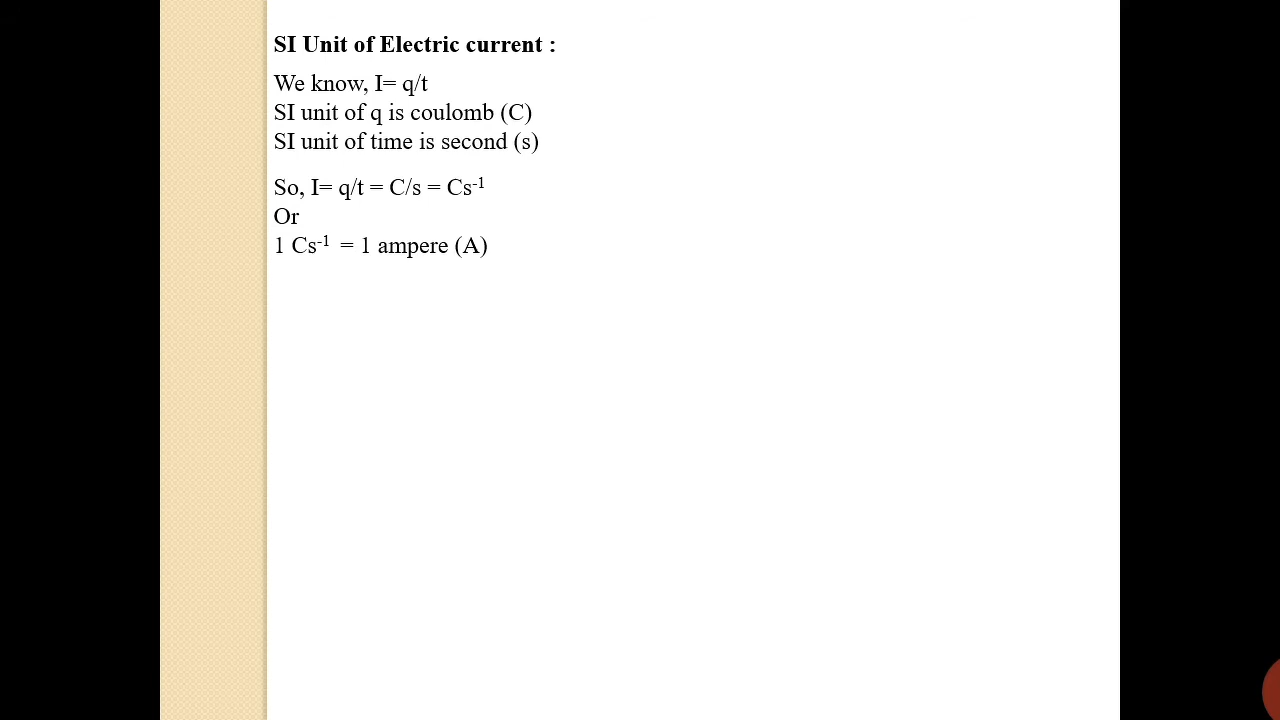 SI Unit of Electric current :
We know, I= q/t
SI unit of q is coulomb (C)
SI unit of time is second (s)
So, I= q/t = C/s = Cs⁻¹
Or
1 Cs⁻¹ = 1 ampere (A)